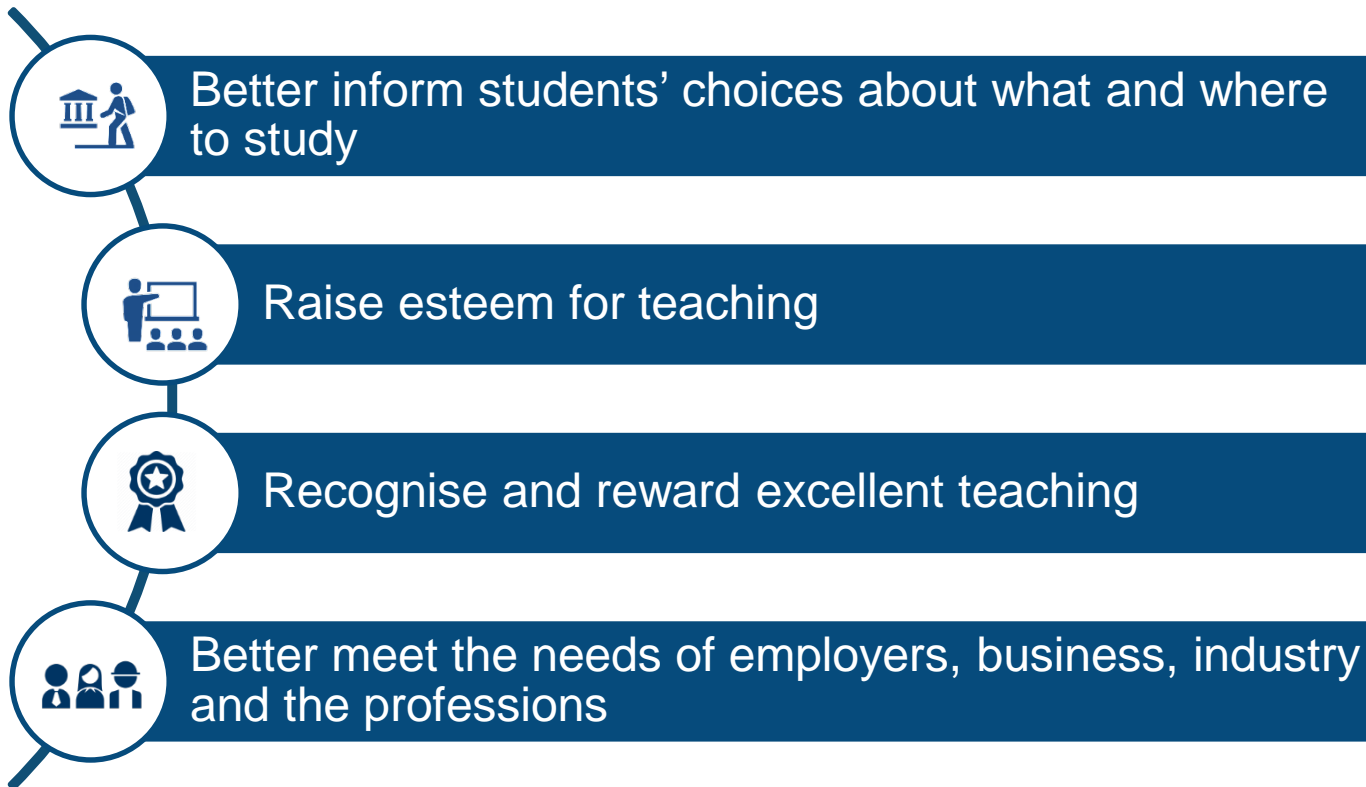 Better inform students’ choices about what and where
to study
Raise esteem for teaching
Recognise and reward excellent teaching
Better meet the needs of employers, business, industry
and the professions